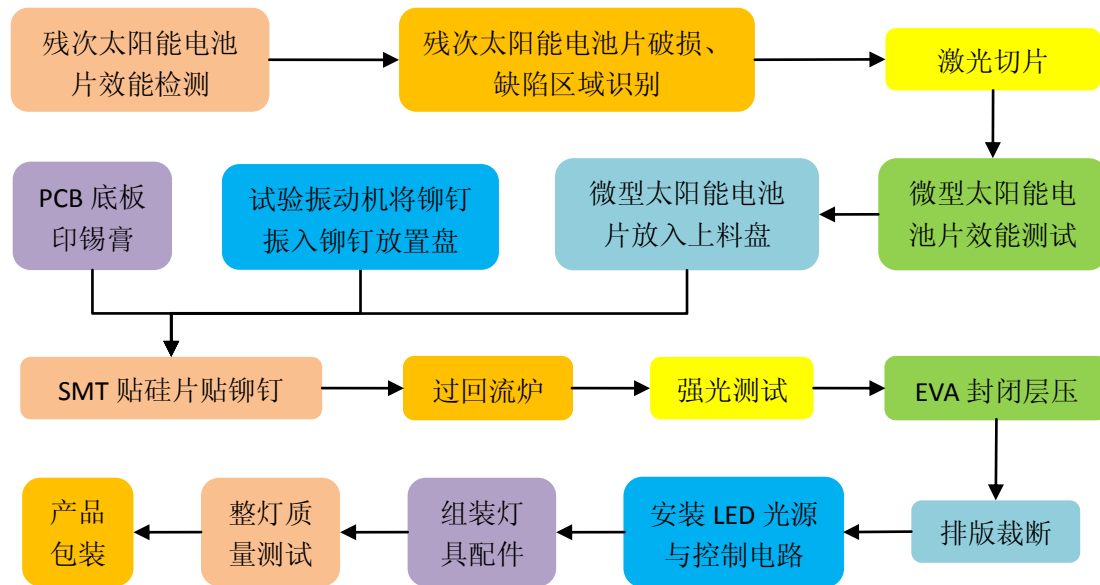 残次太阳能电池
片效能检测
残次太阳能电池片破损、
缺陷区域识别
激光切片
PCB 底板
印锡膏
试验振动机将铆钉
振入铆钉放置盘
微型太阳能电池
片放入上料盘
微型太阳能电
池片效能测试
SMT 贴硅片贴铆钉
过回流炉
强光测试
EVA 封闭层压
产品
包装
整灯质
量测试
组装灯
具配件
安装 LED 光源
与控制电路
排版裁断